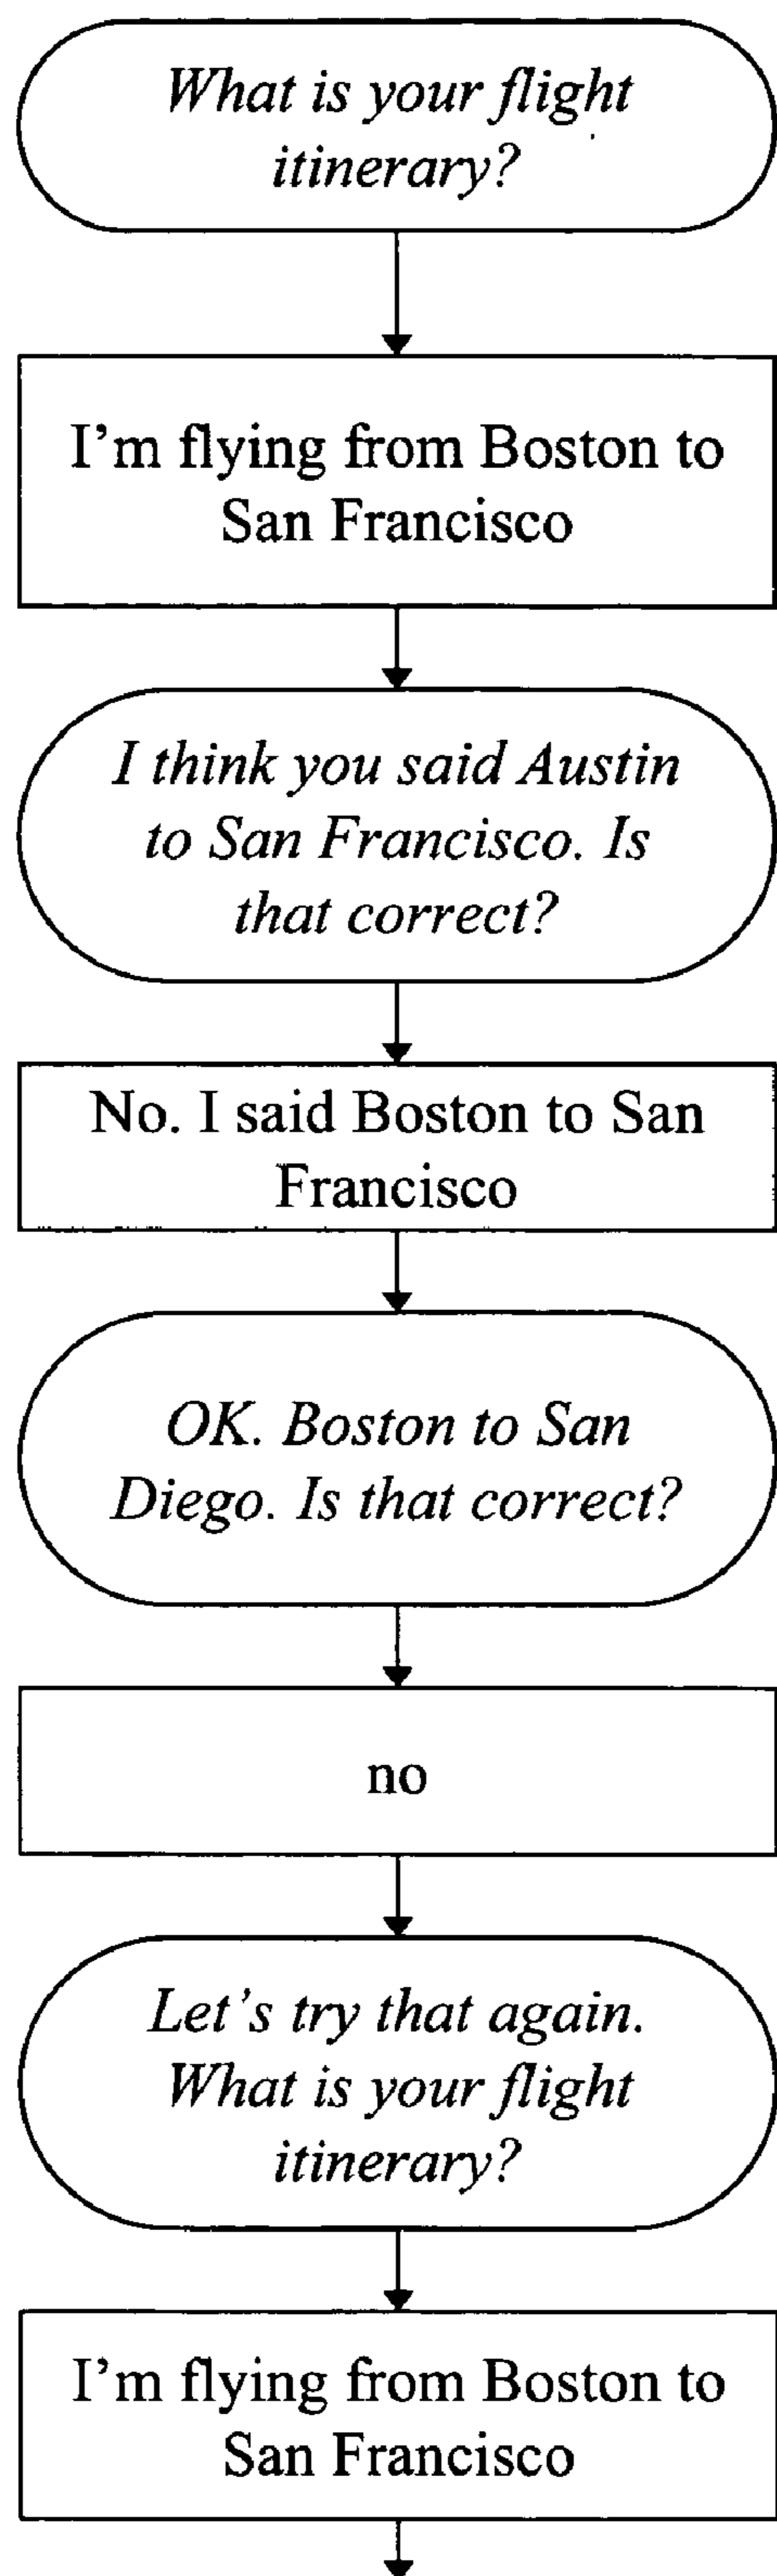 What is your flight
itinerary?
I'm flying from Boston to
San Francisco
I think you said Austin
to San Francisco. Is
that correct?
No. I said Boston to San
Francisco
OK. Boston to San
Diego. Is that correct?
no
Let's try that again.
What is your flight
itinerary?
I'm flying from Boston to
San Francisco